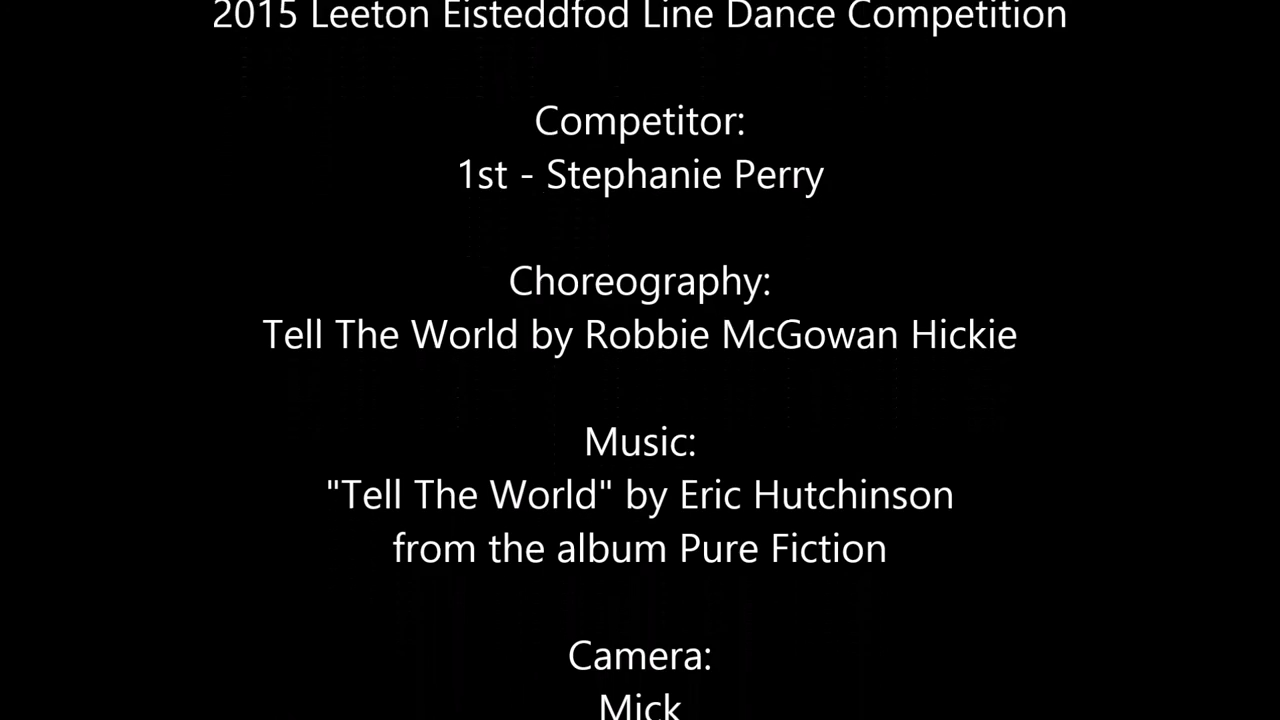 2015 Leeton Eisteddfod Line Dance Competition
Competitor:
1st - Stephanie Perry
Choreography:
Tell The World by Robbie McGowan Hickie
Music:
"Tell The World" by Eric Hutchinson
from the album Pure Fiction
Camera:
Mick